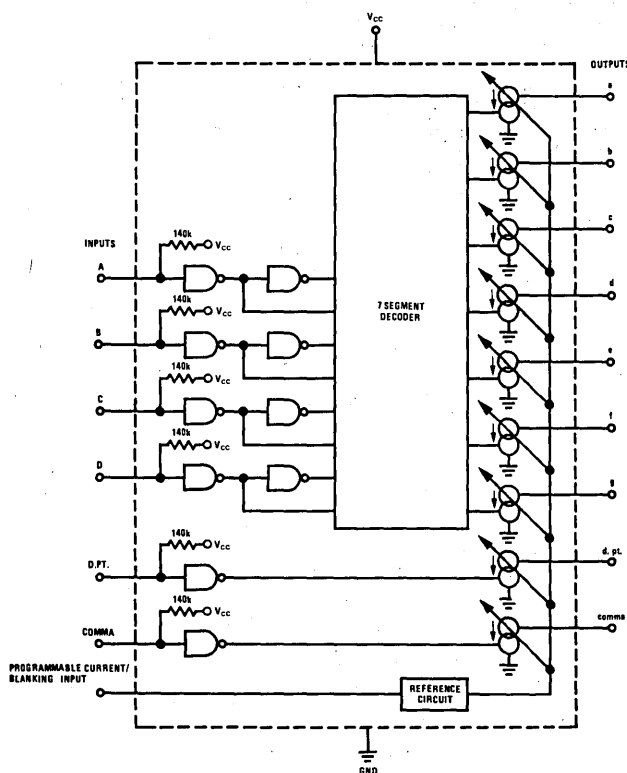 VCC
OUTPUTS
a
b
c
d
e
f
g
d. pt.
comma
INPUTS
140k
VCC
A
140k
VCC
B
140k
VCC
C
140k
VCC
D
7 SEGMENT
DECODER
140k
VCC
D.PT.
140k
VCC
COMMA
PROGRAMMABLE CURRENT/
BLANKING INPUT
REFERENCE
CIRCUIT
GND